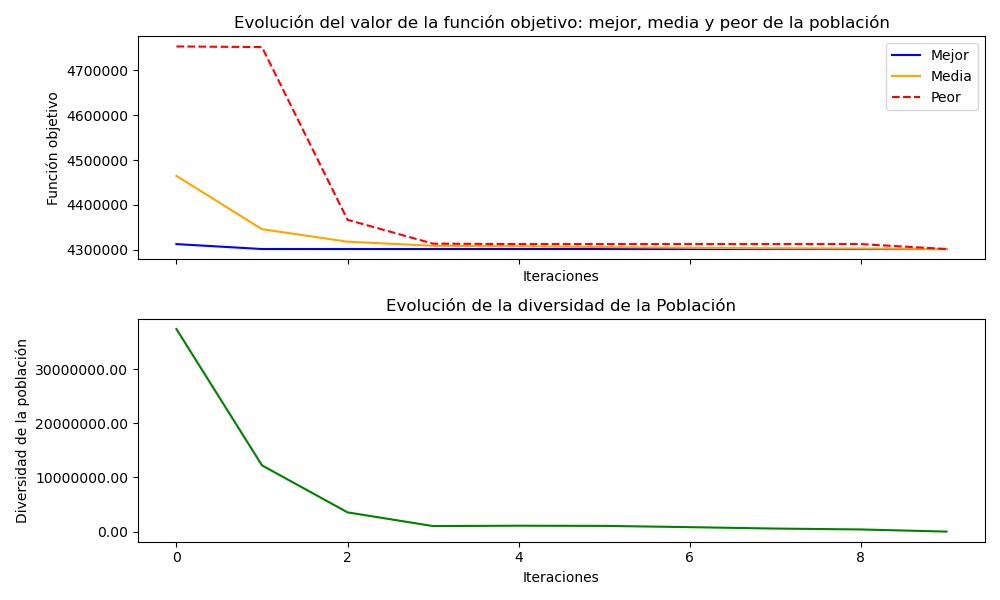 Evolución del valor de la función objetivo: mejor, media y peor de la población
Función objetivo
4700000
4600000
4500000
4400000
4300000
Mejor
Media
Peor
Iteraciones
Evolución de la diversidad de la Población
Diversidad de la población
30000000.00
20000000.00
10000000.00
0.00
0 2 4 6 8
Iteraciones